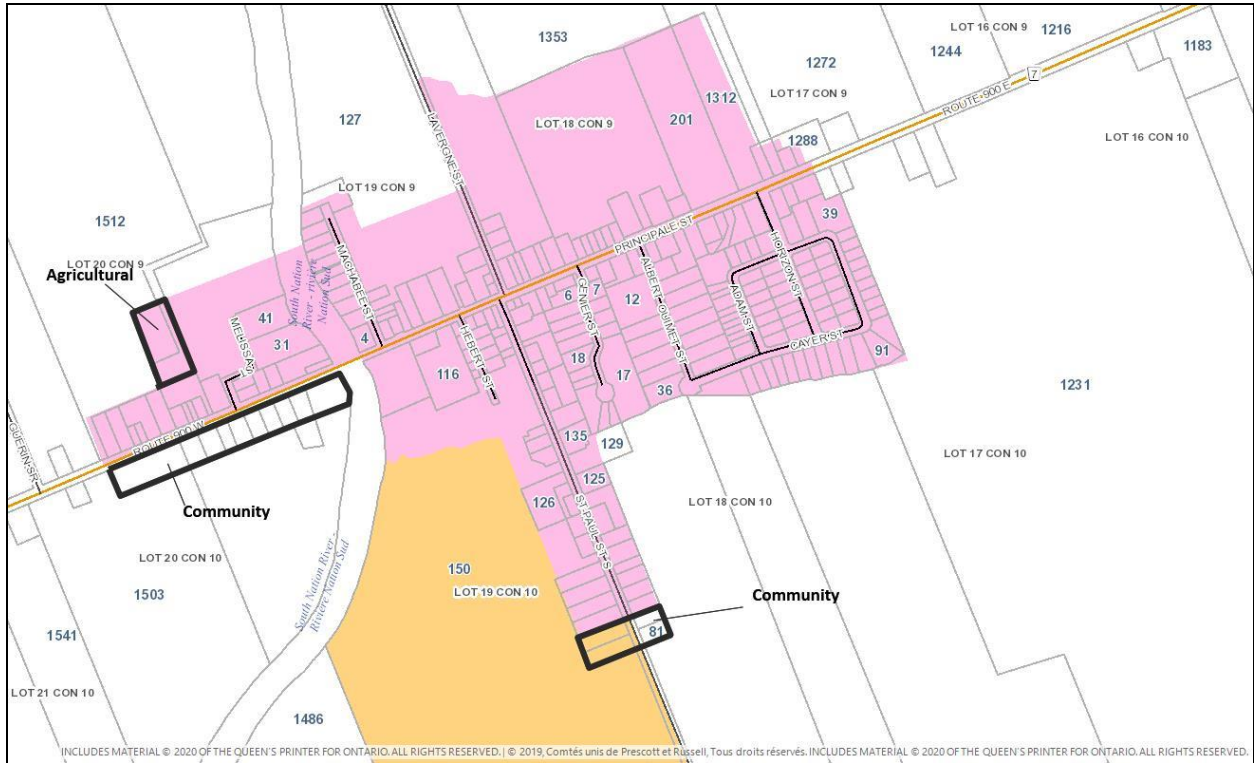 1353
LOT 16 CON 9
1216
1244
1183
1272
LOT 17 CON 9
7
ROUTE 900 E
127
LAVERGNE ST
LOT 18 CON 9
201
1312
1288
LOT 16 CON 10
LOT 19 CON 9
1512
LOT 20 CON 9
Agricultural
South Nation
River - rivière
Nation Sud
MACHABEE ST
PRINCIPALE ST
39
HORIZON ST
41
31
4
6
7
12
GENIER ST
ALBERT OUIMET ST
ADAM ST
CAYER ST
91
116
HEBERT ST
18
17
36
1231
GUERIN SR
ROUTE 900 W
Community
135
129
125
126
LOT 17 CON 10
LOT 18 CON 10
ST-PAUL ST S
LOT 20 CON 10
1503
South Nation River -
Rivière Nation Sud
150
LOT 19 CON 10
Community
81
1541
LOT 21 CON 10
1486
INCLUDES MATERIAL © 2020 OF THE QUEEN'S PRINTER FOR ONTARIO. ALL RIGHTS RESERVED. | © 2019, Comtés unis de Prescott et Russell, Tous droits réservés. INCLUDES MATERIAL © 2020 OF THE QUEEN'S PRINTER FOR ONTARIO. ALL RIGHTS RESERVED.